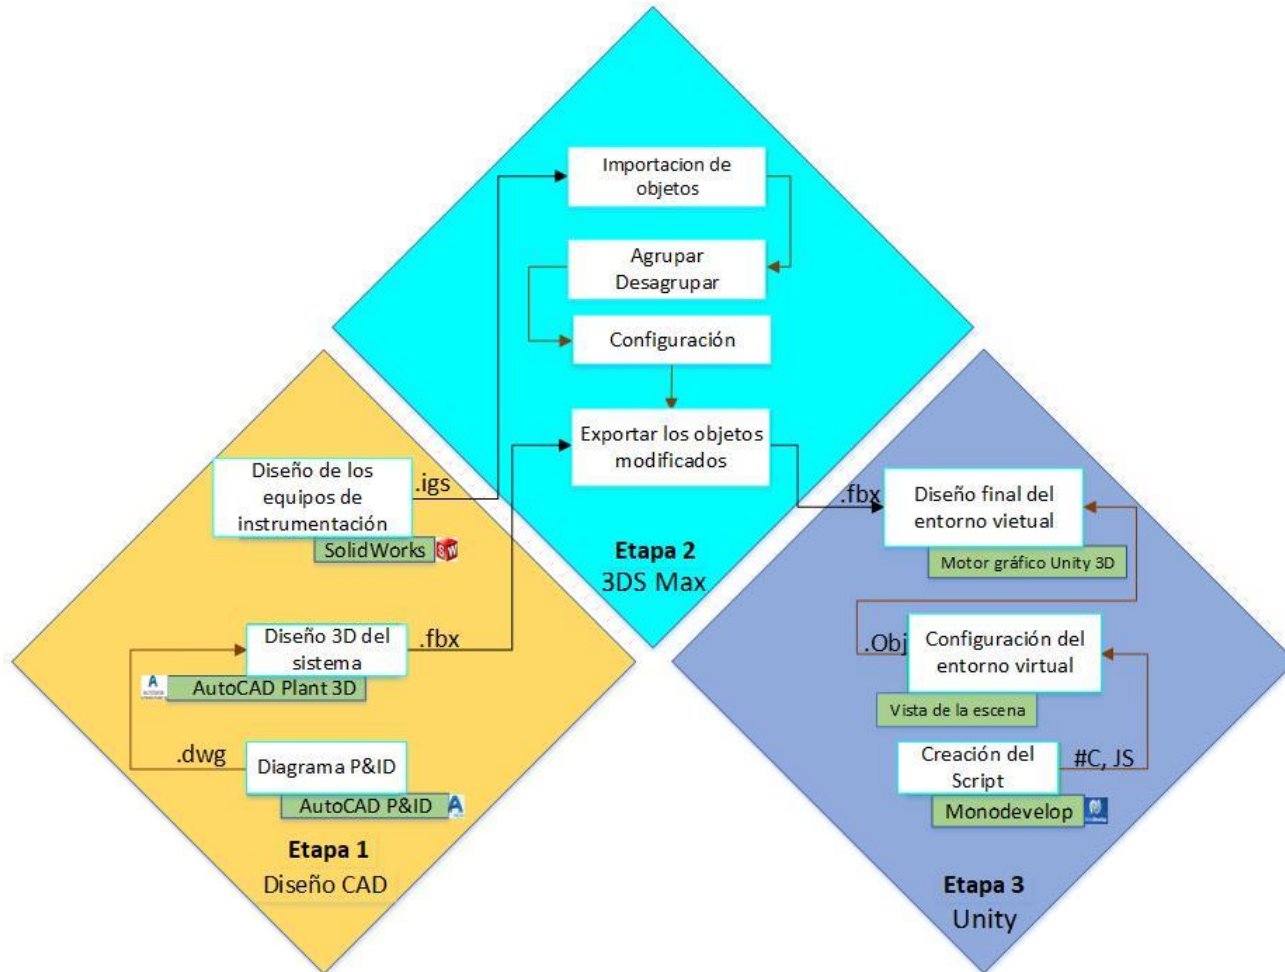 Importacion de
objetos
Agrupar
Desagrupar
Configuración
Exportar los objetos
modificados
Etapa 2
3DS Max
Diseño de los
equipos de
instrumentación
.igs
SolidWorks
Diseño 3D del
sistema
.fbx
AutoCAD Plant 3D
.dwg
Diagrama P&ID
AutoCAD P&ID
Etapa 1
Diseño CAD
.fbx
Diseño final del
entorno vietual
Motor gráfico Unity 3D
.Obj
Configuración del
entorno virtual
Vista de la escena
Creación del
Script
#C, JS
Monodevelop
Etapa 3
Unity